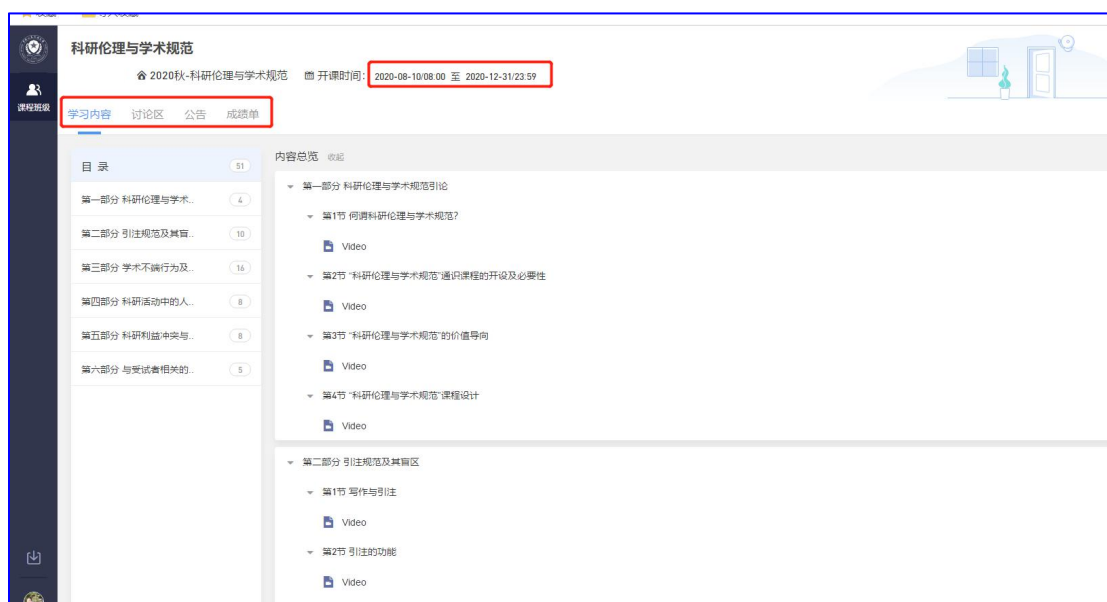 科研伦理与学术规范
2020秋-科研伦理与学术规范 开课时间: 2020-08-10/08:00 至 2020-12-31/23:59
课程班级
学习内容 讨论区 公告 成绩单
目录 51
第一部分 科研伦理与学术.. 4
第二部分 引注规范及其盲.. 10
第三部分 学术不端行为及.. 16
第四部分 科研活动中的人.. 8
第五部分 科研利益冲突与.. 8
第六部分 与受试者相关的.. 5
内容总览 收起
第一部分 科研伦理与学术规范引论
第1节 何谓科研伦理与学术规范?
Video
第2节 “科研伦理与学术规范”通识课程的开设及必要性
Video
第3节 “科研伦理与学术规范”的价值导向
Video
第4节 “科研伦理与学术规范”课程设计
Video
第二部分 引注规范及其盲区
第1节 写作与引注
Video
第2节 引注的功能
Video